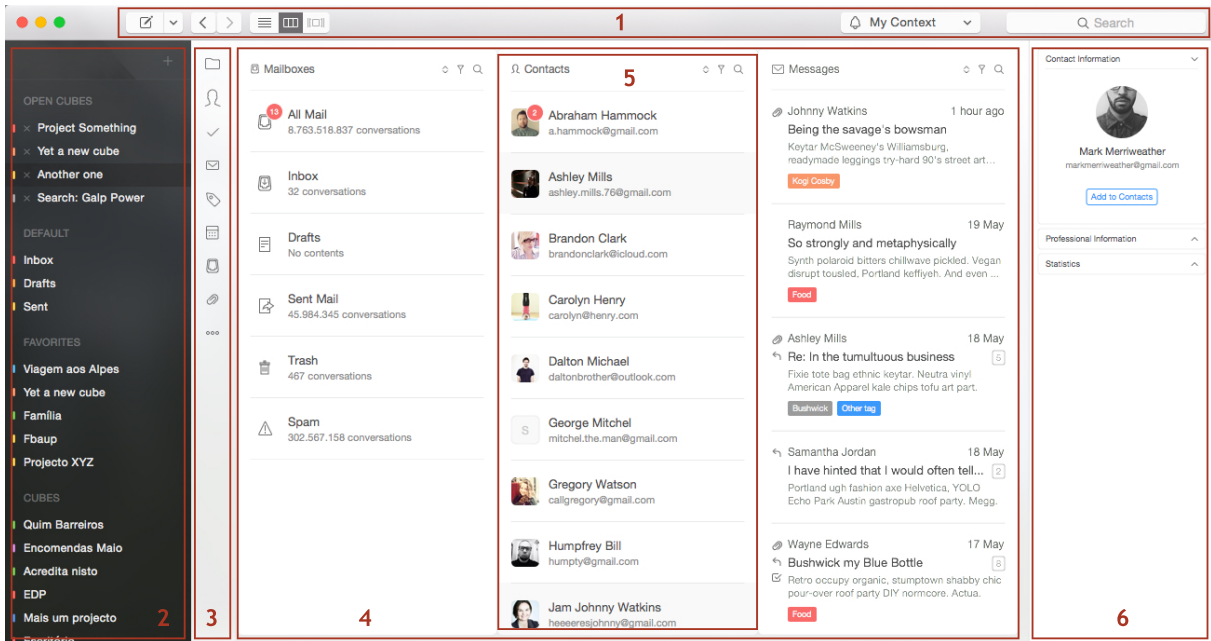 1
My Context
Search
OPEN CUBES
Project Something
Yet a new cube
Another one
Search: Galp Power
DEFAULT
Inbox
Drafts
Sent
FAVORITES
Viagem aos Alpes
Yet a new cube
Família
Fbaup
Projecto XYZ
CUBES
Quim Barreiros
Encomendas Maio
Acredita nisto
EDP
Mais um projecto
2
3
Mailboxes
13
All Mail
8.763.518.837 conversations
Inbox
32 conversations
Drafts
No contents
Sent Mail
45.984.345 conversations
Trash
467 conversations
Spam
302.567.158 conversations
4
Contacts
5
2
Abraham Hammock
a.hammock@gmail.com
Ashley Mills
ashley.mills.76@gmail.com
Brandon Clark
brandonclark@icloud.com
Carolyn Henry
carolyn@henry.com
Dalton Michael
daltonbrother@outlook.com
S
George Mitchel
mitchel.the.man@gmail.com
Gregory Watson
callgregory@gmail.com
Humpfrey Bill
humpty@gmail.com
Jam Johnny Watkins
heeeeresjohnny@gmail.com
Messages
Johnny Watkins 1 hour ago
Being the savage's bowsman
Keytar McSweeney's Williamsburg,
readymade leggings try-hard 90's street art...
Kogi Cosby
Raymond Mills 19 May
So strongly and metaphysically
Synth polaroid bitters chillwave pickled. Vegan
disrupt tousled, Portland keffiyeh. And even ...
Food
Ashley Mills 18 May
Re: In the tumultuous business 5
Fixie tote bag ethnic keytar. Neutra vinyl
American Apparel kale chips tofu art part.
Bushwick Other tag
Samantha Jordan 18 May
I have hinted that I would often tell... 2
Portland ugh fashion axe Helvetica, YOLO
Echo Park Austin gastropub roof party. Megg.
Wayne Edwards 17 May
Bushwick my Blue Bottle 8
Retro occupy organic, stumptown shabby chic
pour-over roof party DIY normcore. Actua.
Food
Contact Information
Mark Merriweather
markmerriweather@gmail.com
Add to Contacts
Professional Information
Statistics
6